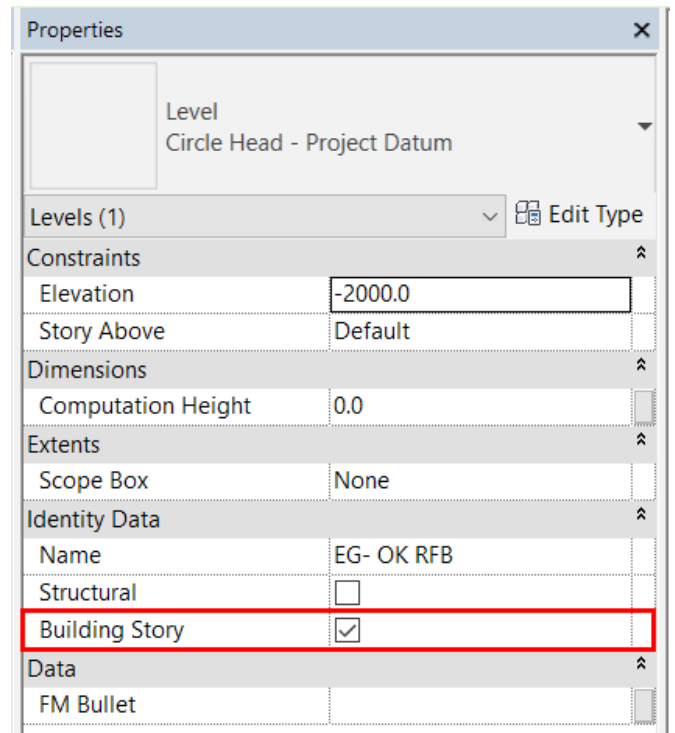 Properties
Level
Circle Head - Project Datum
Levels (1) Edit Type
Constraints
Elevation -2000.0
Story Above Default
Dimensions
Computation Height 0.0
Extents
Scope Box None
Identity Data
Name EG- OK RFB
Structural
Building Story
Data
FM Bullet